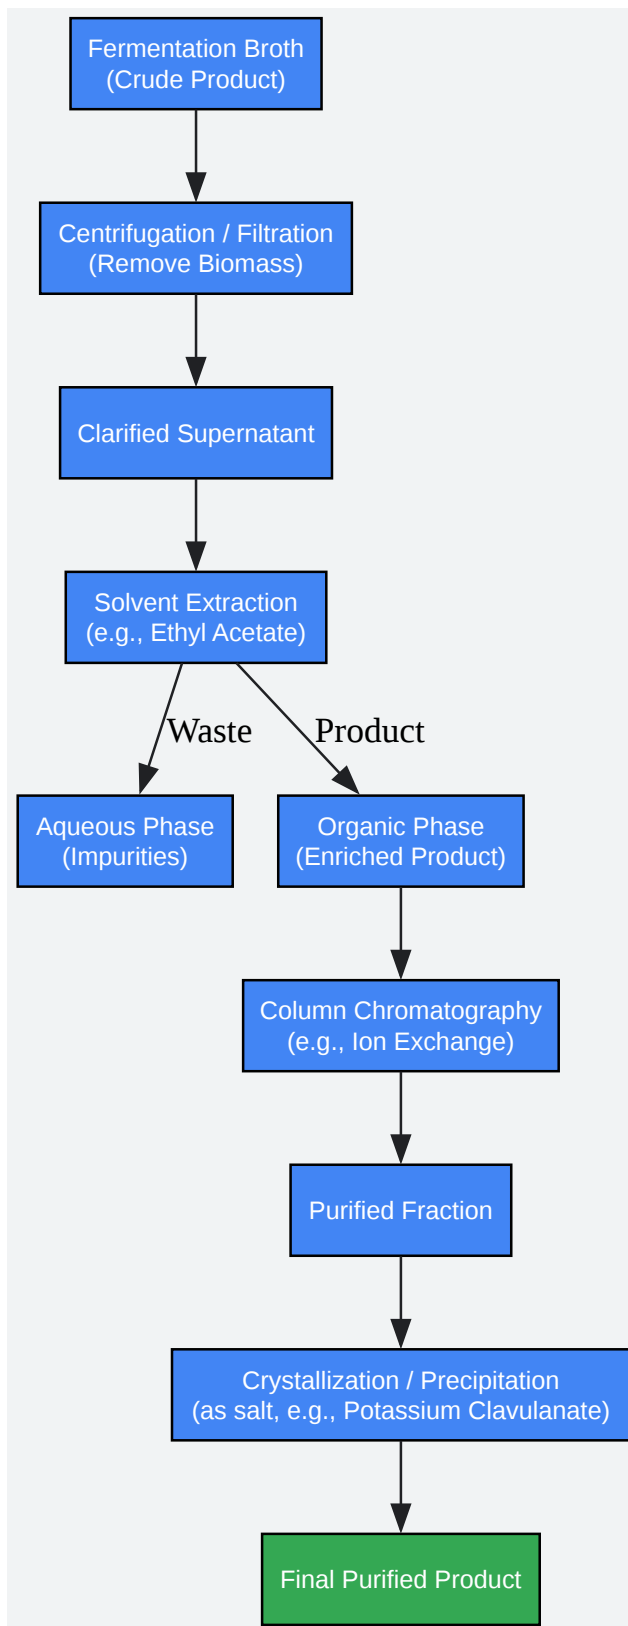 Fermentation Broth
(Crude Product)
Centrifugation / Filtration
(Remove Biomass)
Clarified Supernatant
Solvent Extraction
(e.g., Ethyl Acetate)
Waste
Product
Aqueous Phase
(Impurities)
Organic Phase
(Enriched Product)
Column Chromatography
(e.g., Ion Exchange)
Purified Fraction
Crystallization / Precipitation
(as salt, e.g., Potassium Clavulanate)
Final Purified Product